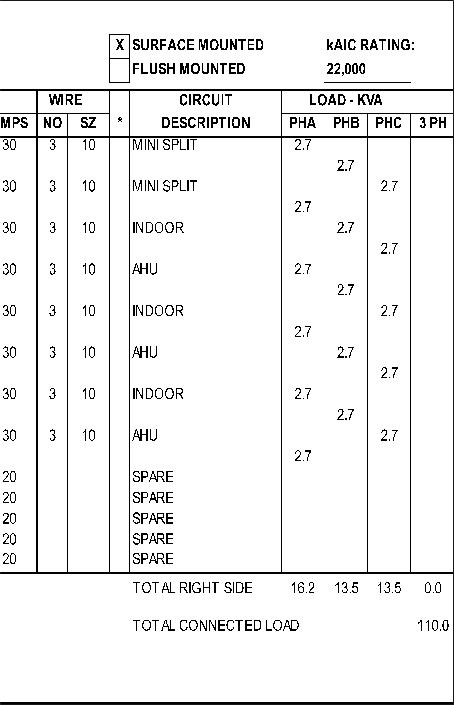 X SURFACE MOUNTED kAIC RATING:
FLUSH MOUNTED 22,000
WIRE CIRCUIT LOAD - KVA
MPS NO SZ * DESCRIPTION PHA PHB PHC 3 PH
30 3 10 MINI SPLIT 2.7
2.7
30 3 10 MINI SPLIT 2.7
2.7
30 3 10 INDOOR 2.7
2.7
30 3 10 AHU 2.7
2.7
30 3 10 INDOOR 2.7
2.7
30 3 10 AHU 2.7
2.7
30 3 10 INDOOR 2.7
2.7
30 3 10 AHU 2.7
2.7
20 SPARE
20 SPARE
20 SPARE
20 SPARE
20 SPARE
TOTAL RIGHT SIDE 16.2 13.5 13.5 0.0
TOTAL CONNECTED LOAD 110.0